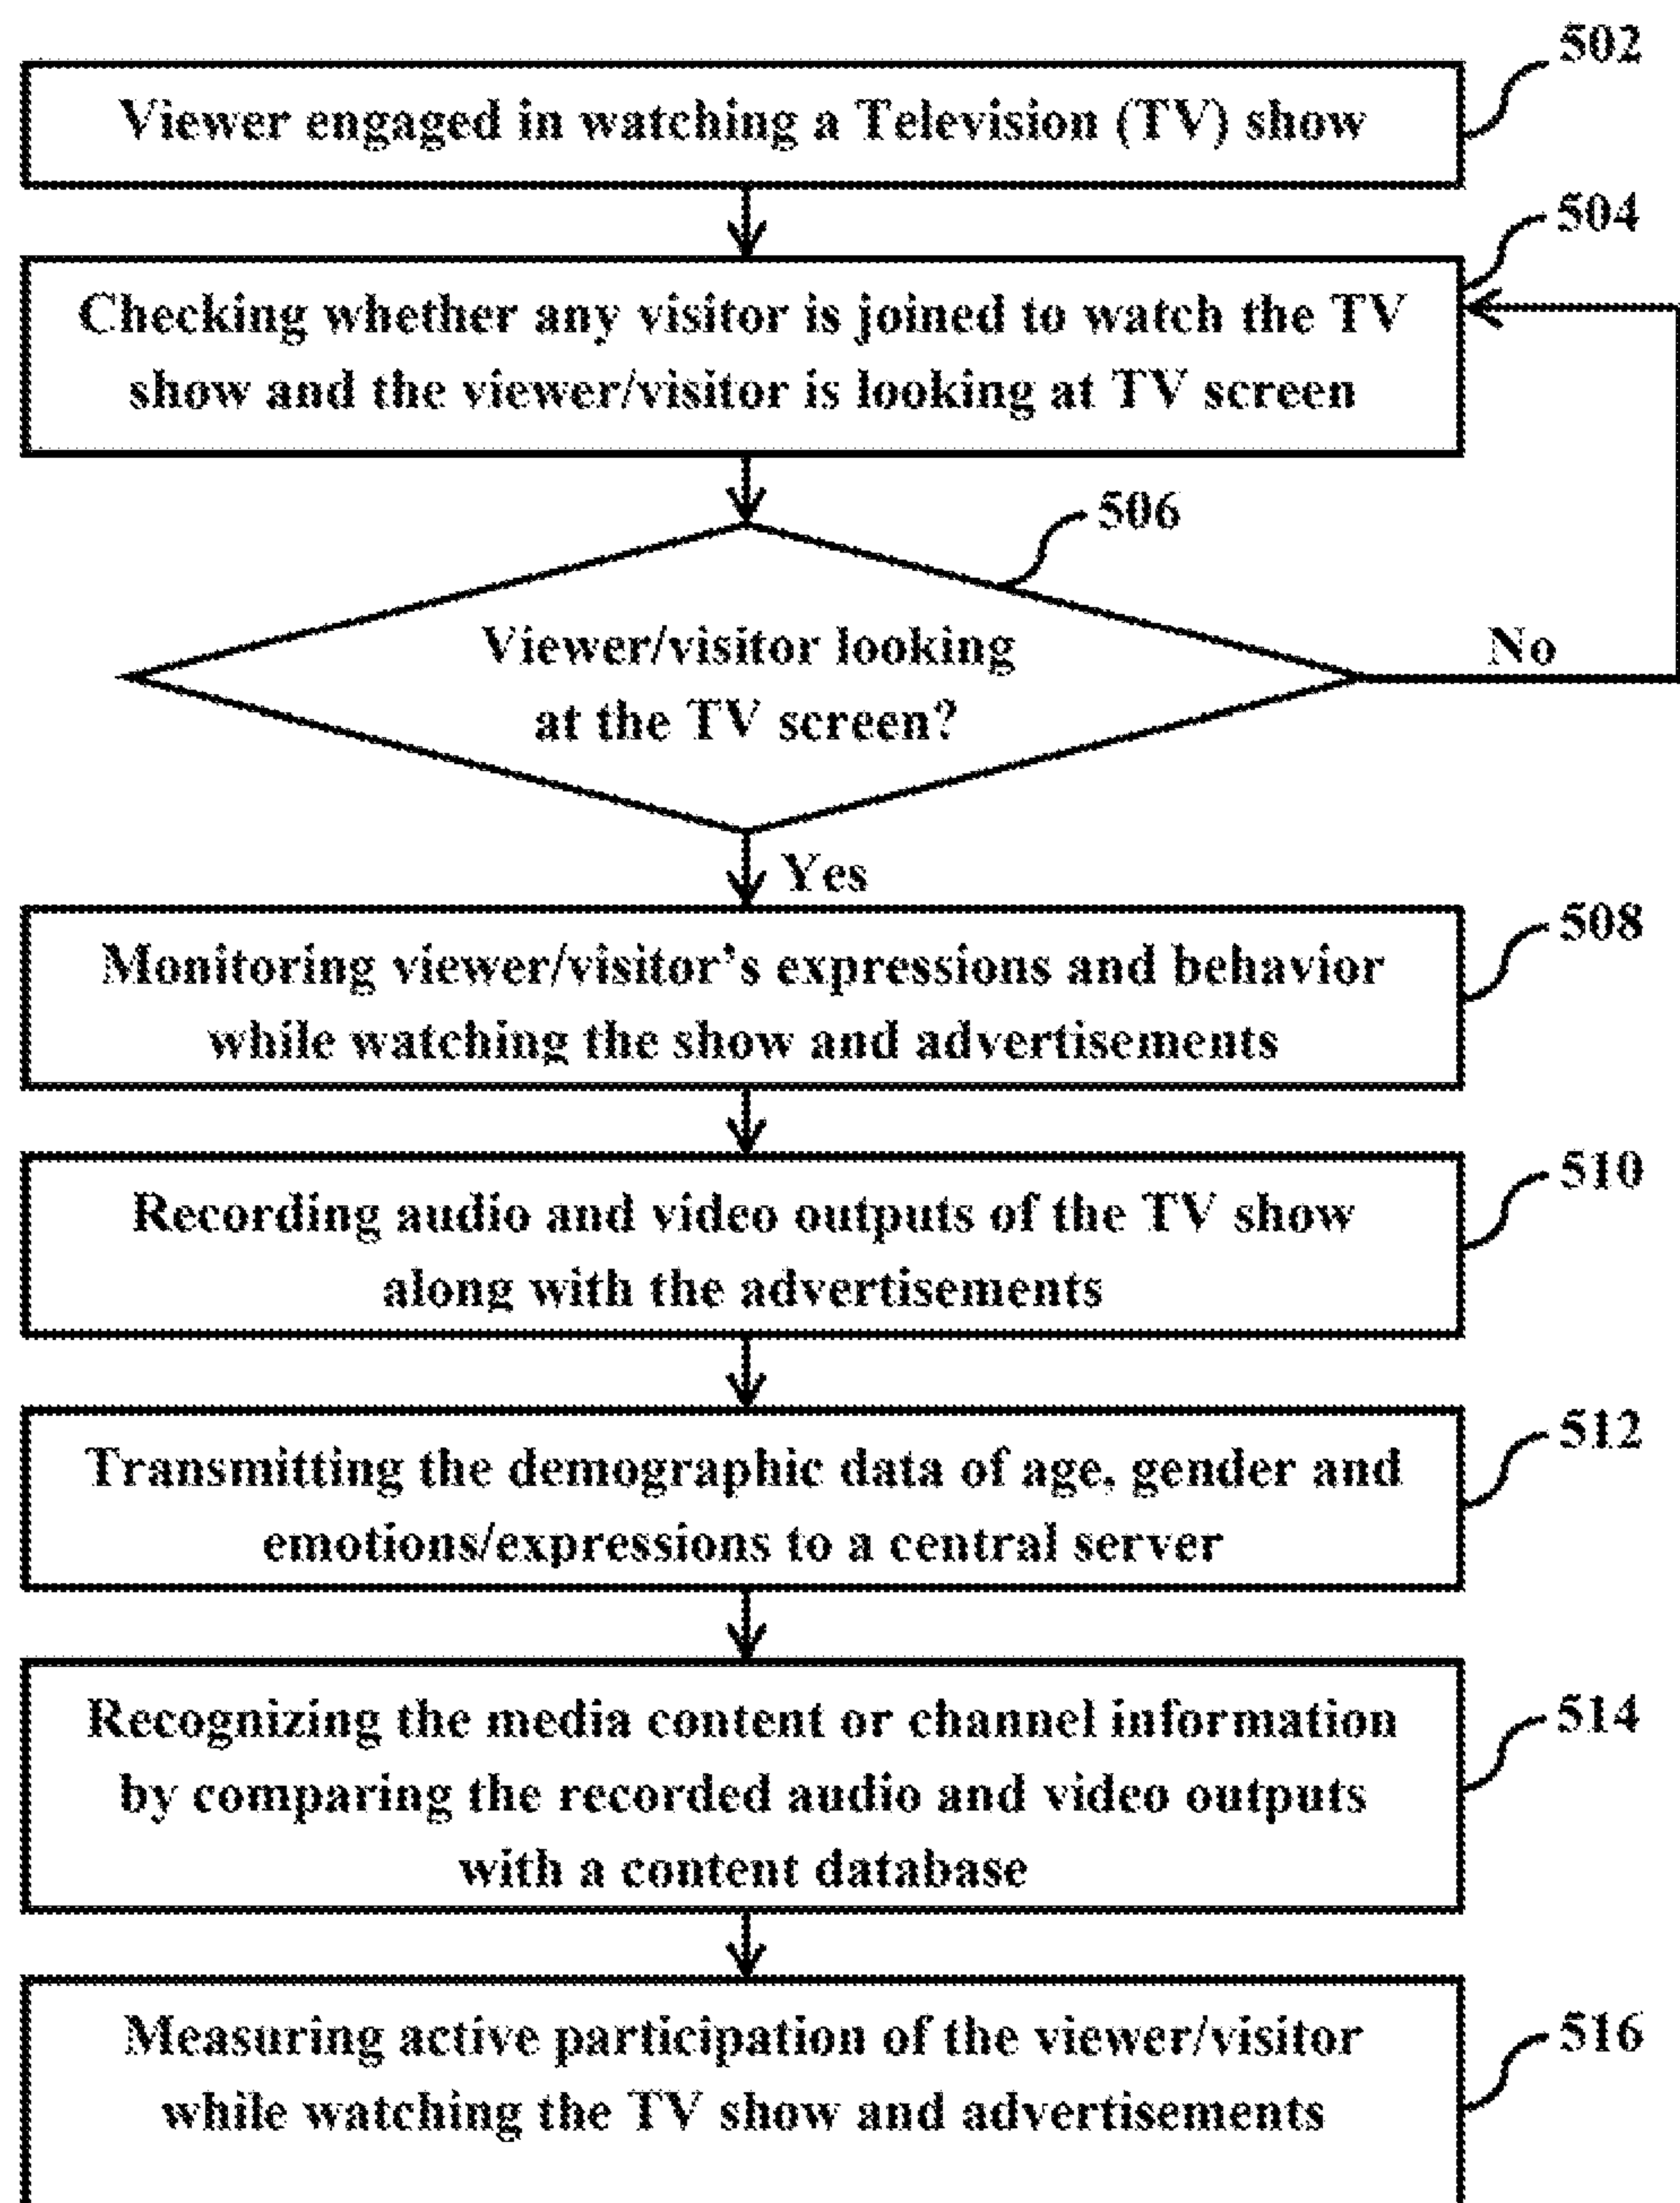 502
Viewer engaged in watching a Television (TV) show
504
Checking whether any visitor is joined to watch the TV
show and the viewer/visitor is looking at TV screen
506
Viewer/visitor looking
at the TV screen?
No
Yes
508
Monitoring viewer/visitor's expressions and behavior
while watching the show and advertisements
510
Recording audio and video outputs of the TV show
along with the advertisements
512
Transmitting the demographic data of age, gender and
emotions/expressions to a central server
514
Recognizing the media content or channel information
by comparing the recorded audio and video outputs
with a content database
516
Measuring active participation of the viewer/visitor
while watching the TV show and advertisements